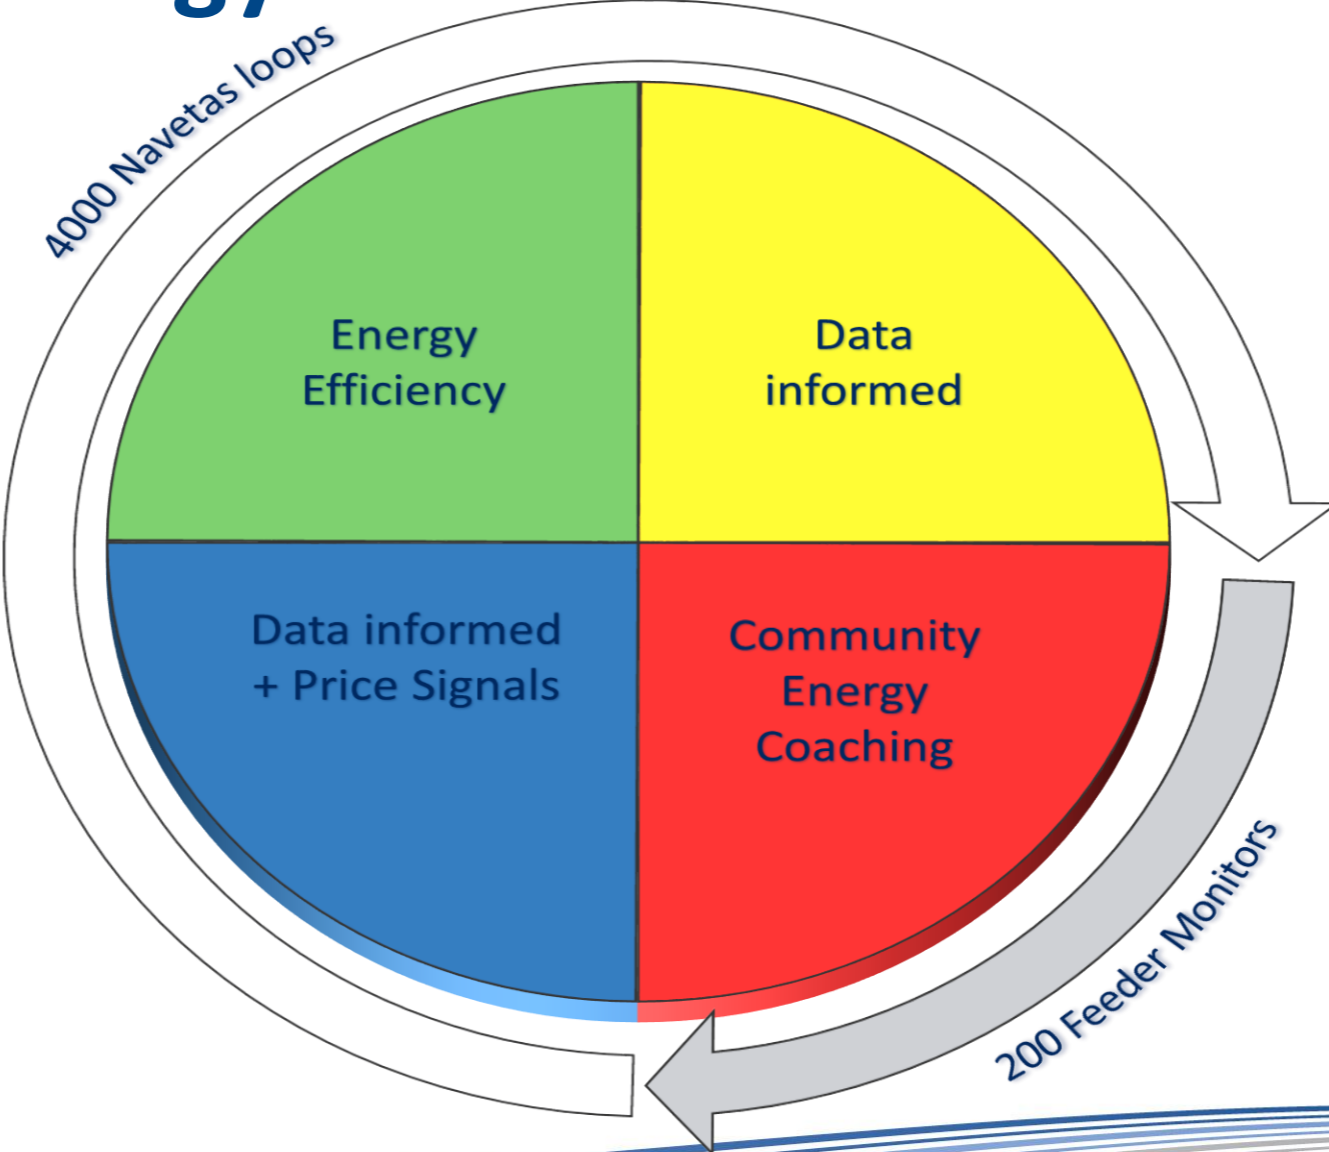 4000 Navetas loops
Energy
Efficiency
Data
informed
Data informed
+ Price Signals
Community
Energy
Coaching
200 Feeder Monitors